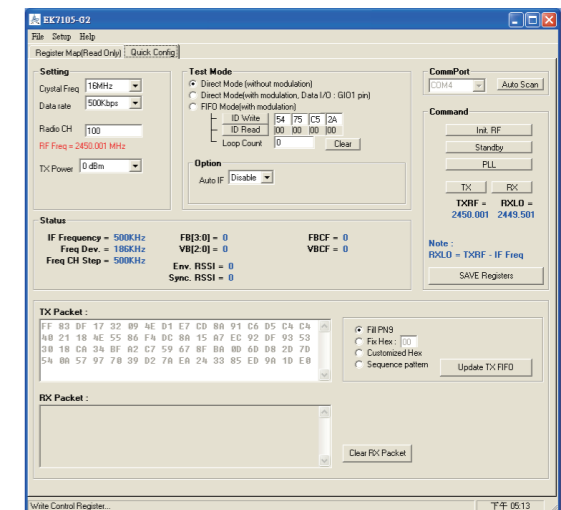 EK7105-G2
File Setup Help
Register Map(Read Only) Quick Config
Setting
Crystal Freq 16MHz
Data rate 500Kbps
Radio CH 100
RF Freq = 2450.001 MHz
TX Power 0 dBm
Test Mode
Direct Mode (without modulation)
Direct Mode(with modulation, Data I/O : GIO1 pin)
FIFO Mode(with modulation)
ID Write 54 75 C5 2A
ID Read 00 00 00 00
Loop Count 0 Clear
Option
Auto IF Disable
CommPort
COM4 Auto Scan
Command
Init. RF
Standby
PLL
TX RX
TXRF = RXLO =
2450.001 2449.501
Note :
RXLO = TXRF - IF Freq
SAVE Registers
Status
IF Frequency = 500KHz FB[3:0] = 0 FBCF = 0
Freq Dev. = 186KHz VB[2:0] = 0 VBCF = 0
Freq CH Step = 500KHz
Env. RSSI = 0
Sync. RSSI = 0
TX Packet :
FF 83 DF 17 32 09 4E D1 E7 CD 8A 91 C6 D5 C4 C4
40 21 18 4E 55 86 F4 DC 8A 15 A7 EC 92 DF 93 53
30 18 CA 34 BF A2 C7 59 67 8F BA 0D 6D D8 2D 7D
54 0A 57 97 70 39 D2 7A EA 24 33 85 ED 9A 1D E0
Fill PN9
Fix Hex : 00
Customized Hex
Sequence pattern Update TX FIFO
RX Packet :
Clear RX Packet
Write Control Register... 下午 05:13